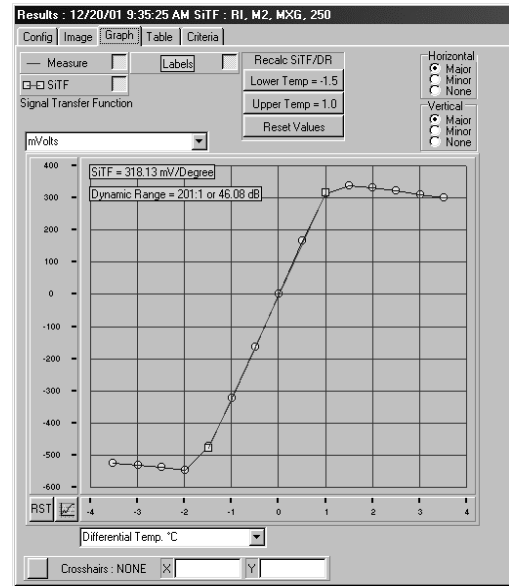 Results : 12/20/01 9:35:25 AM SiTF : RI, M2, MXG, 250
Config Image Graph Table Criteria
Measure Labels
SiTF
Signal Transfer Function
Recalc SiTF/DR
Lower Temp = -1.5
Upper Temp = 1.0
Reset Values
Horizontal
Major
Minor
None
Vertical
Major
Minor
None
mVolts
SiTF = 318.13 mV/Degree
Dynamic Range = 201:1 or 46.08 dB
400
300
200
100
0
-100
-200
-300
-400
-500
-600
RST
-4 -3 -2 -1 0 1 2 3 4
Differential Temp. °C
Crosshairs : NONE X Y